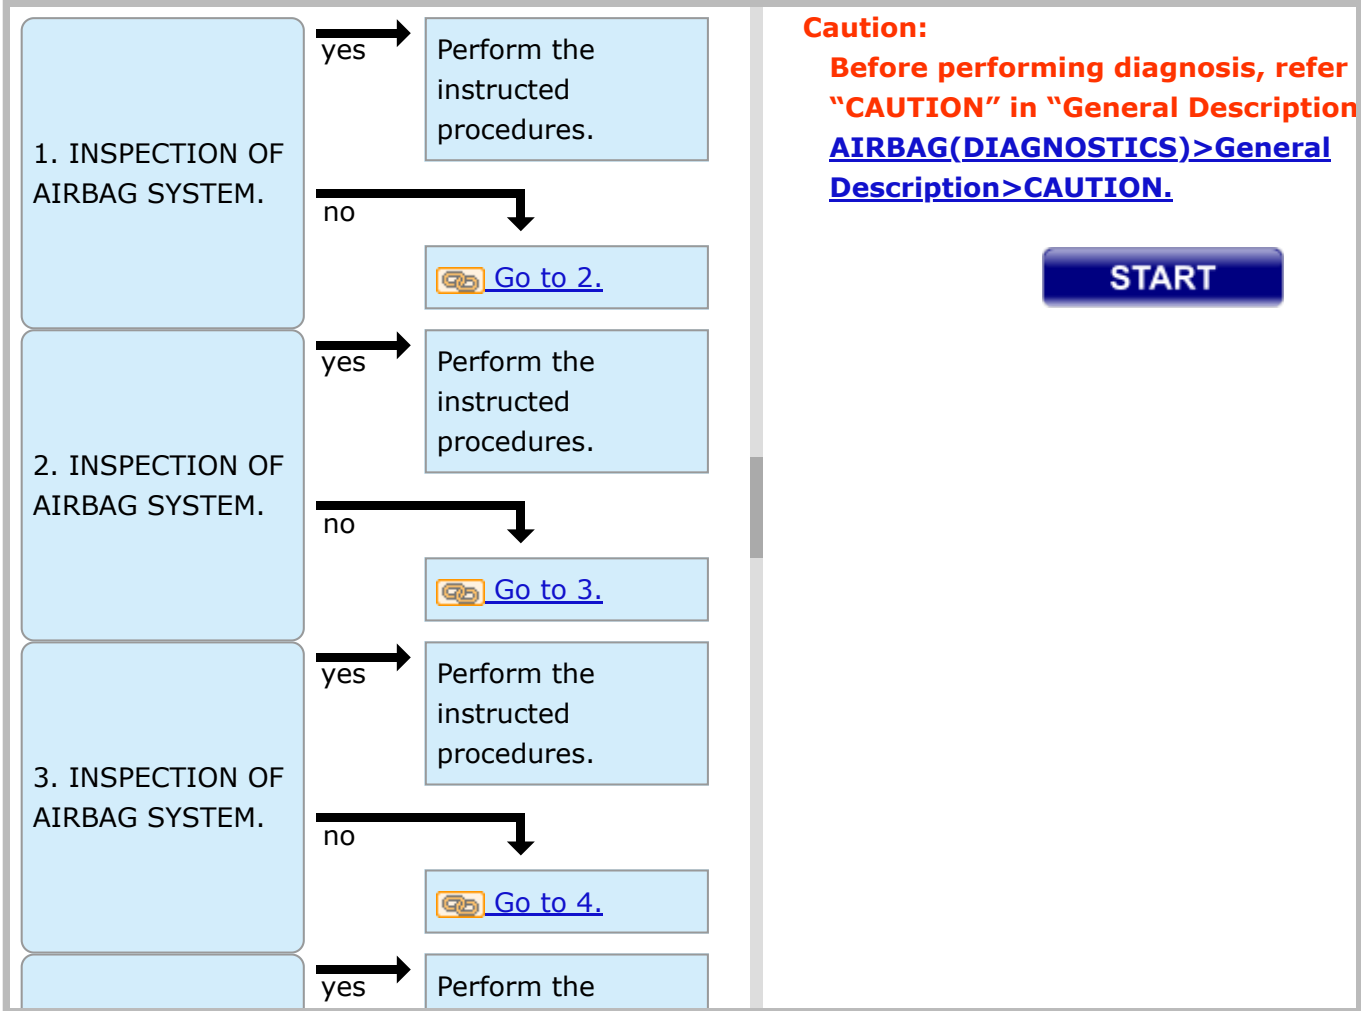 1. INSPECTION OF
AIRBAG SYSTEM.
yes
Perform the
instructed
procedures.
no
Go to 2.
2. INSPECTION OF
AIRBAG SYSTEM.
yes
Perform the
instructed
procedures.
no
Go to 3.
3. INSPECTION OF
AIRBAG SYSTEM.
yes
Perform the
instructed
procedures.
no
Go to 4.
yes
Perform the
Caution:
Before performing diagnosis, refer
“CAUTION” in “General Description
AIRBAG(DIAGNOSTICS)>General
Description>CAUTION.
START